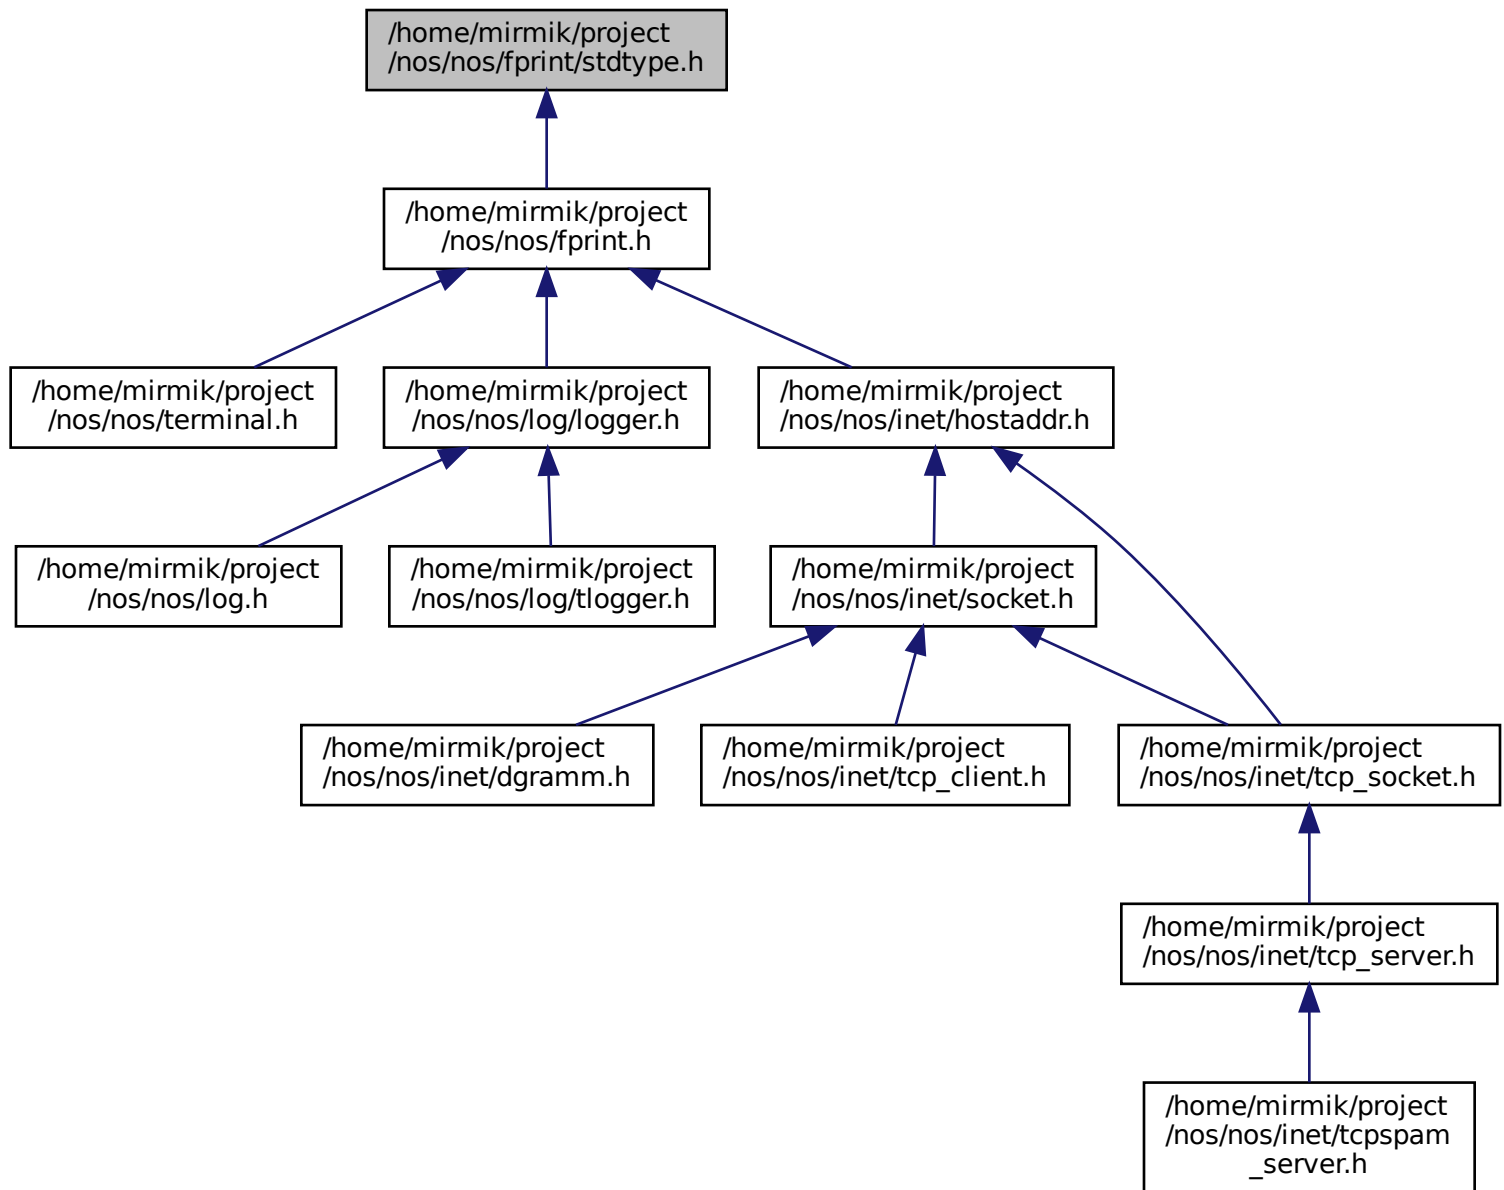 /home/mirmik/project
/nos/nos/fprint/stdtype.h
/home/mirmik/project
/nos/nos/fprint.h
/home/mirmik/project
/nos/nos/terminal.h
/home/mirmik/project
/nos/nos/log/logger.h
/home/mirmik/project
/nos/nos/inet/hostaddr.h
/home/mirmik/project
/nos/nos/log.h
/home/mirmik/project
/nos/nos/log/tlogger.h
/home/mirmik/project
/nos/nos/inet/socket.h
/home/mirmik/project
/nos/nos/inet/dgramm.h
/home/mirmik/project
/nos/nos/inet/tcp_client.h
/home/mirmik/project
/nos/nos/inet/tcp_socket.h
/home/mirmik/project
/nos/nos/inet/tcp_server.h
/home/mirmik/project
/nos/nos/inet/tcpspam
_server.h